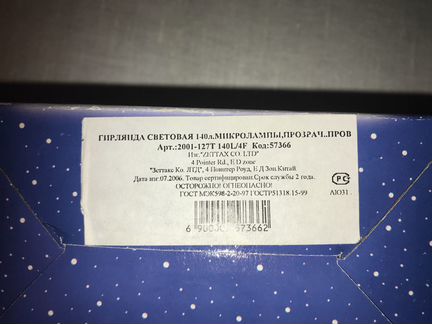 ГИРЛЯНДА СВЕТОВАЯ 140л.МИКРОЛАМПЫ,ПРОЗРАЧ..ПРОВ
Арт.:2001-127T 140L/4F Код:57366
Изг."ZETTAX CO. LTD"
4 Pointer Rd., E D zone
"Зеттакс Ко. ЛТД", 4 Поинтер Роуд, Е Д Зон.Китай
Дата изг.07.2006. Товар сертифицирован.Срок службы 2 года.
ОСТОРОЖНО! ОГНЕОПАСНО!
ГОСТ МЭК598-2-20-97 ГОСТР51318.15-99
РС
АЮ31
573662